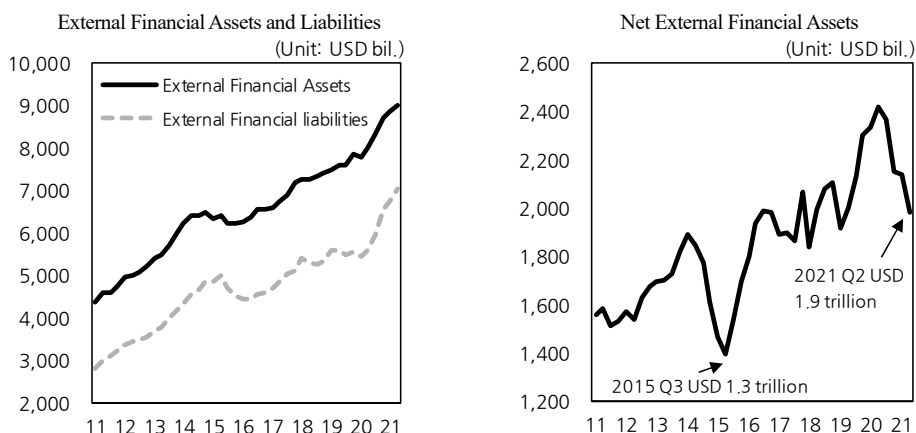 External Financial Assets and Liabilities
(Unit: USD bil.)
10,000
9,000
8,000
7,000
6,000
5,000
4,000
3,000
2,000
External Financial Assets
External Financial liabilities
11 12 13 14 15 16 17 18 19 20 21
Net External Financial Assets
(Unit: USD bil.)
2,600
2,400
2,200
2,000
1,800
1,600
1,400
1,200
2021 Q2 USD
1.9 trillion
2015 Q3 USD 1.3 trillion
11 12 13 14 15 16 17 18 19 20 21